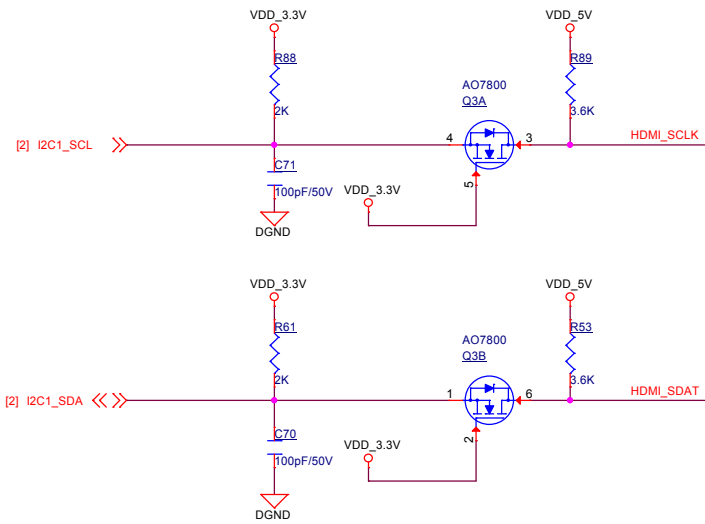 VDD_3.3V
VDD_5V
R88
R89
AO7800
Q3A
2K
3.6K
[2] I2C1_SCL
4
3
HDMI_SCLK
C71
100pF/50V
VDD_3.3V
5
DGND
VDD_3.3V
VDD_5V
R61
R53
AO7800
Q3B
2K
3.6K
[2] I2C1_SDA
1
6
HDMI_SDAT
C70
100pF/50V
VDD_3.3V
2
DGND